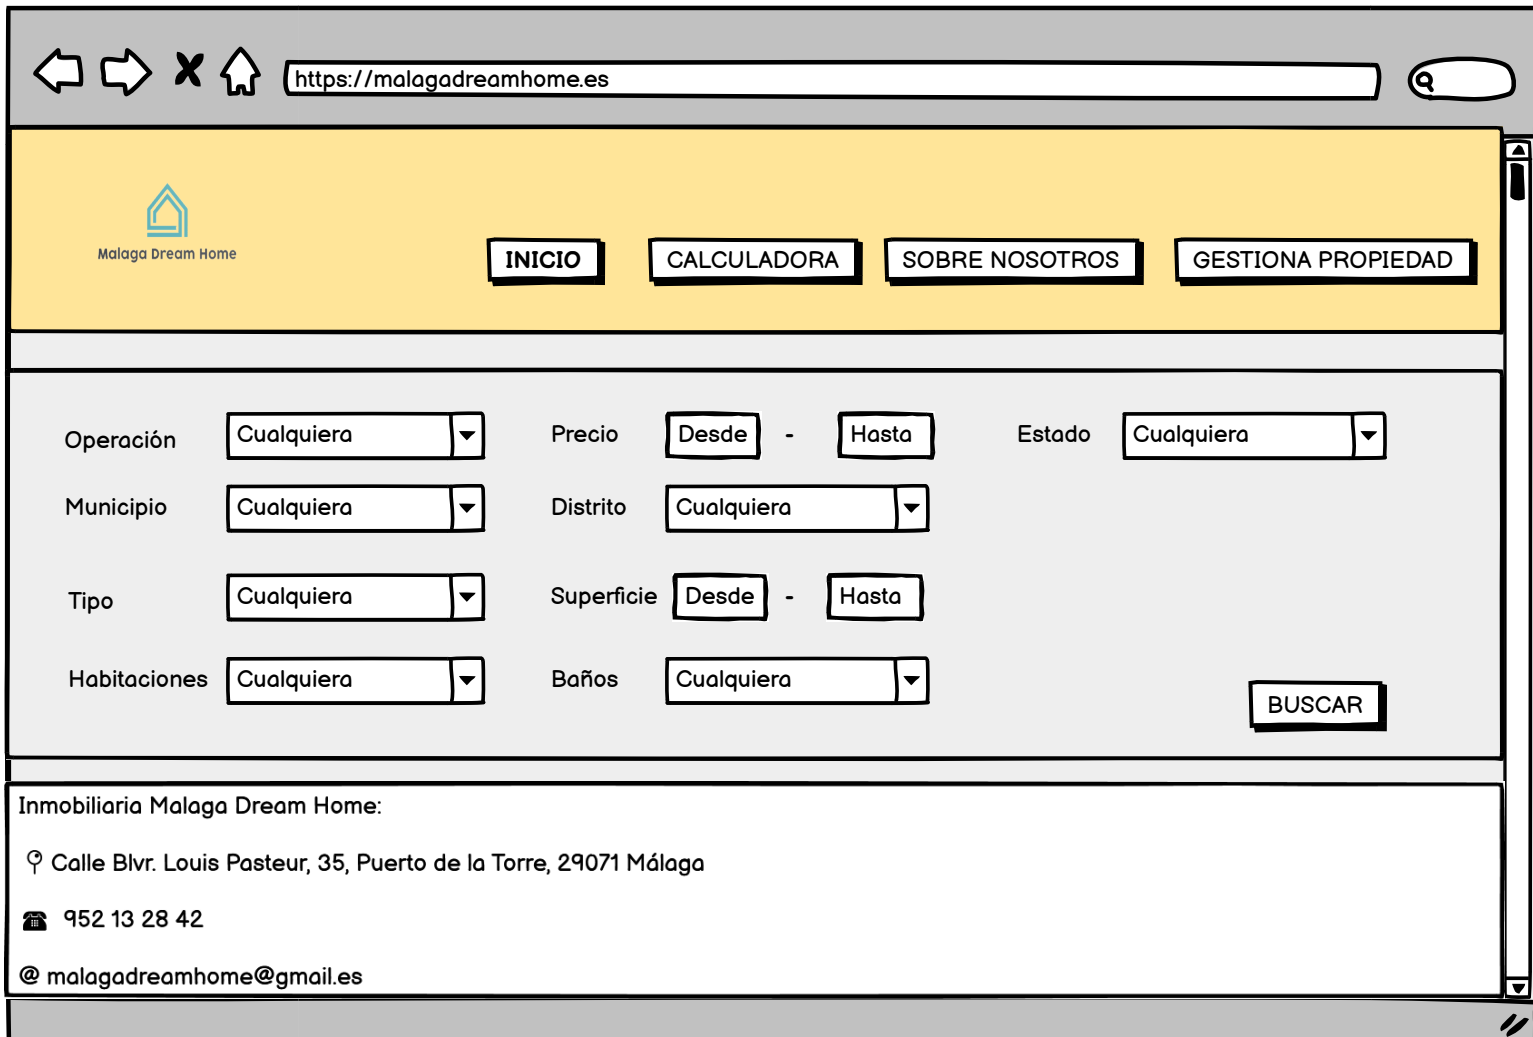 https://malagadreamhome.es
Malaga Dream Home
INICIO CALCULADORA SOBRE NOSOTROS GESTIONA PROPIEDAD
Operación Cualquiera Precio Desde - Hasta Estado Cualquiera
Municipio Cualquiera Distrito Cualquiera
Tipo Cualquiera Superficie Desde - Hasta
Habitaciones Cualquiera Baños Cualquiera
BUSCAR
Inmobiliaria Malaga Dream Home:
Calle Blvr. Louis Pasteur, 35, Puerto de la Torre, 29071 Málaga
952 13 28 42
@ malagadreamhome@gmail.es